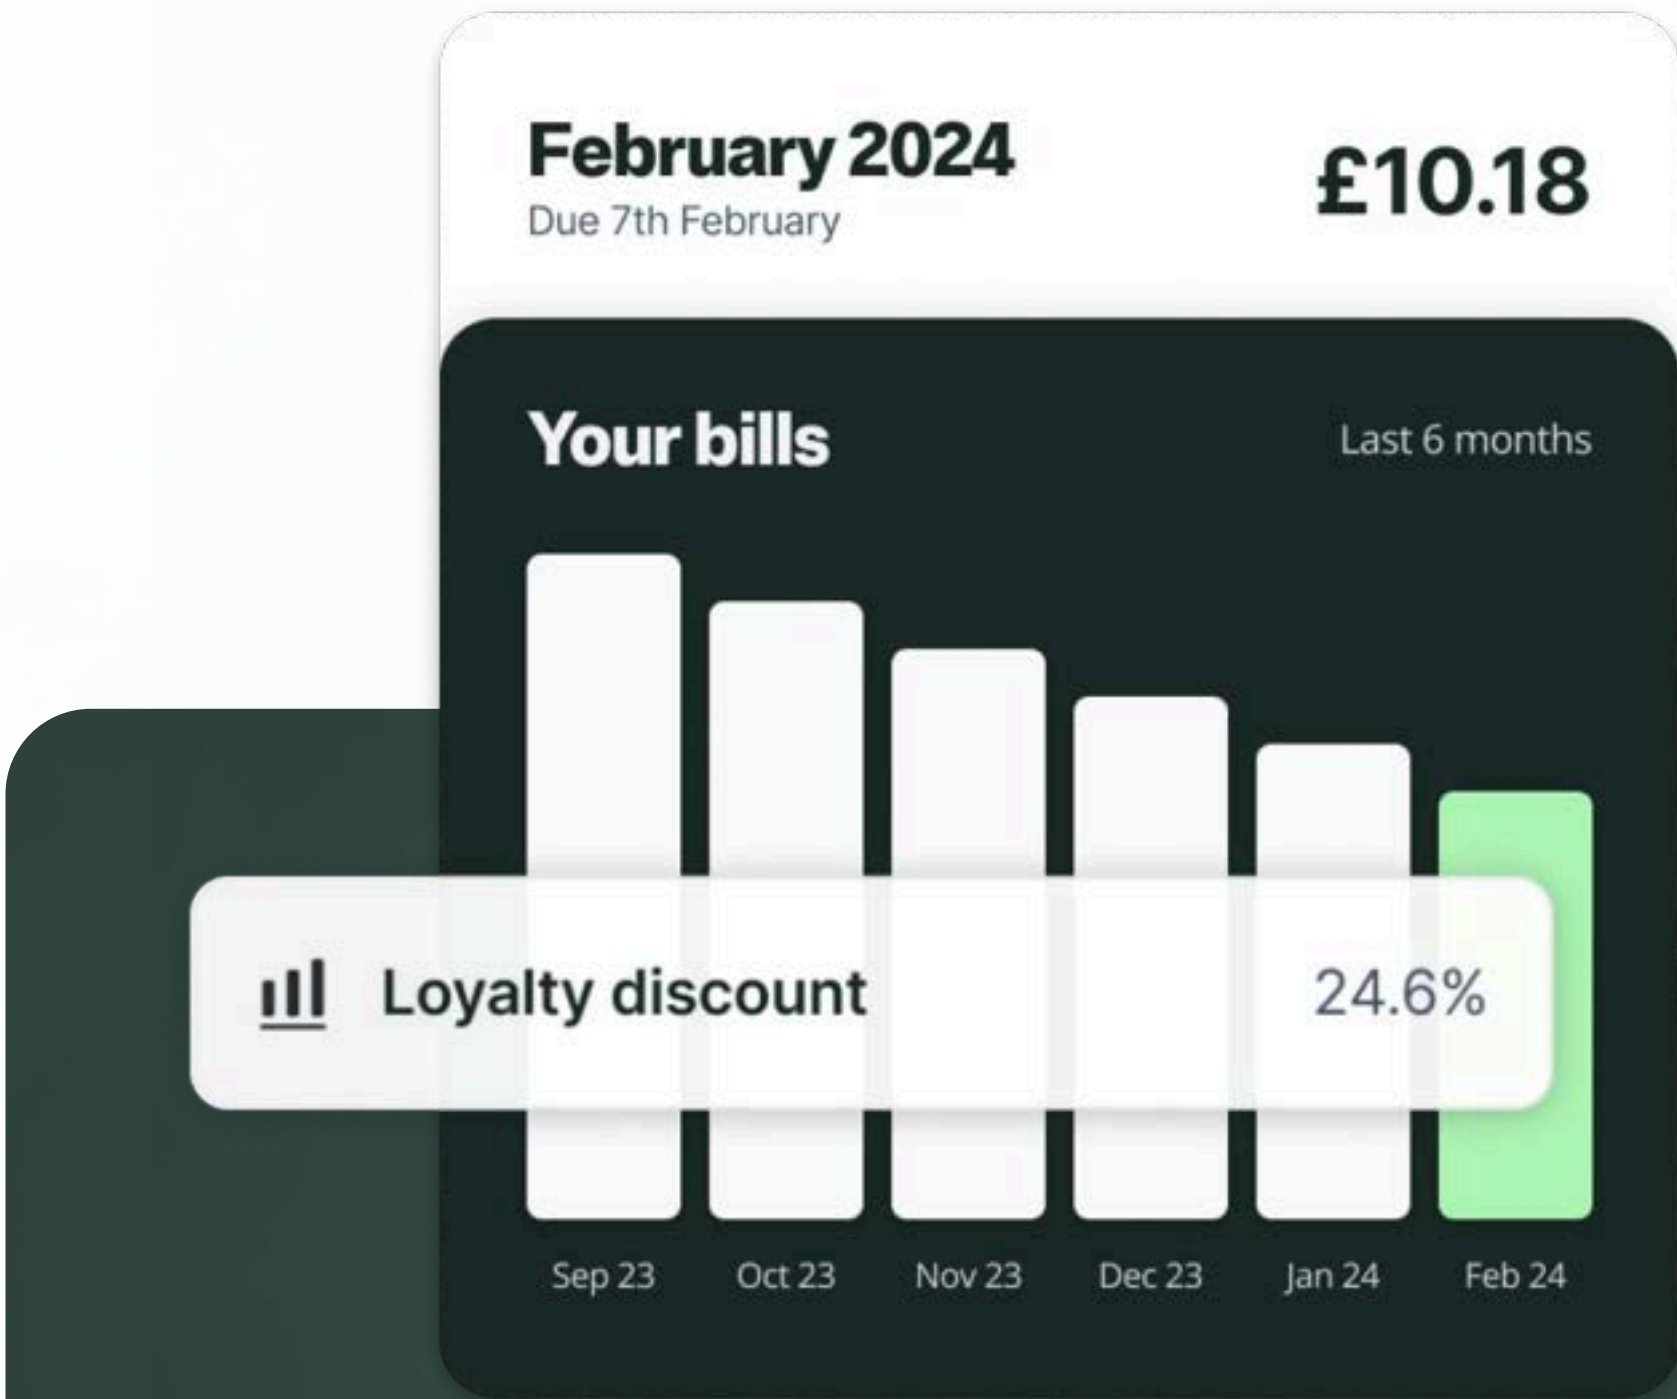 February 2024
Due 7th February
£10.18
Your bills
Last 6 months
Loyalty discount
24.6%
Sep 23
Oct 23
Nov 23
Dec 23
Jan 24
Feb 24